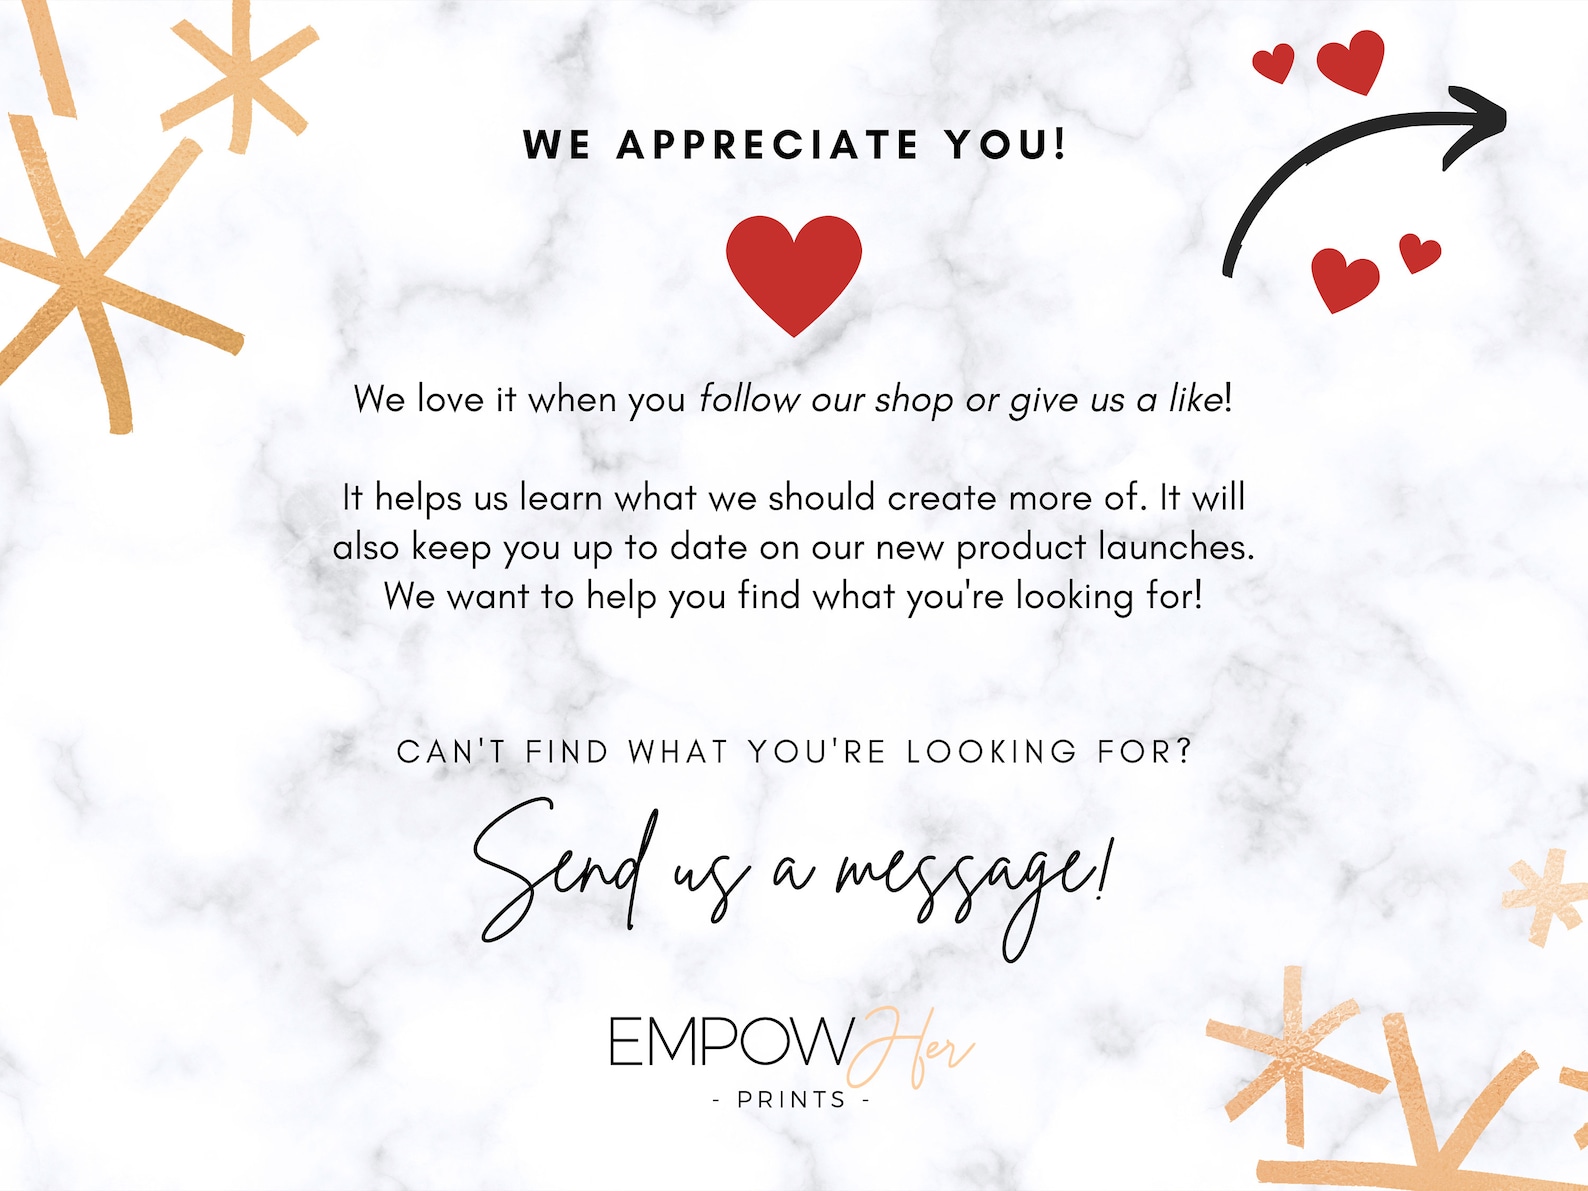 WE APPRECIATE YOU!
We love it when you follow our shop or give us a like!
It helps us learn what we should create more of. It will
also keep you up to date on our new product launches.
We want to help you find what you're looking for!
CAN'T FIND WHAT YOU'RE LOOKING FOR?
Send us a message!
EMPOWHer
- PRINTS -